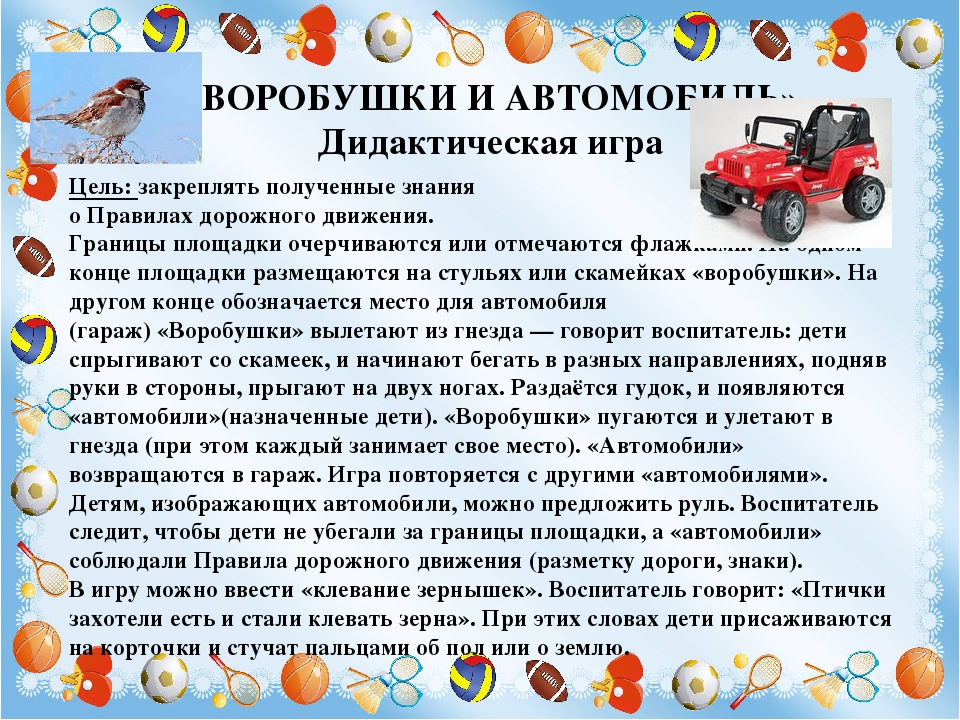 ВОРОБУШКИ И АВТОМОБИЛЬ»
Дидактическая игра
Цель: закреплять полученные знания
о Правилах дорожного движения.
Границы площадки очерчиваются или отмечаются флажками. На одном
конце площадки размещаются на стульях или скамейках «воробушки». На
другом конце обозначается место для автомобиля
(гараж) «Воробушки» вылетают из гнезда — говорит воспитатель: дети
спрыгивают со скамеек, и начинают бегать в разных направлениях, подняв
руки в стороны, прыгают на двух ногах. Раздаётся гудок, и появляются
«автомобили»(назначенные дети). «Воробушки» пугаются и улетают в
гнезда (при этом каждый занимает свое место). «Автомобили»
возвращаются в гараж. Игра повторяется с другими «автомобилями».
Детям, изображающих автомобили, можно предложить руль. Воспитатель
следит, чтобы дети не убегали за границы площадки, а «автомобили»
соблюдали Правила дорожного движения (разметку дороги, знаки).
В игру можно ввести «клевание зернышек». Воспитатель говорит: «Птички
захотели есть и стали клевать зерна». При этих словах дети присаживаются
на корточки и стучат пальцами об пол или о землю.